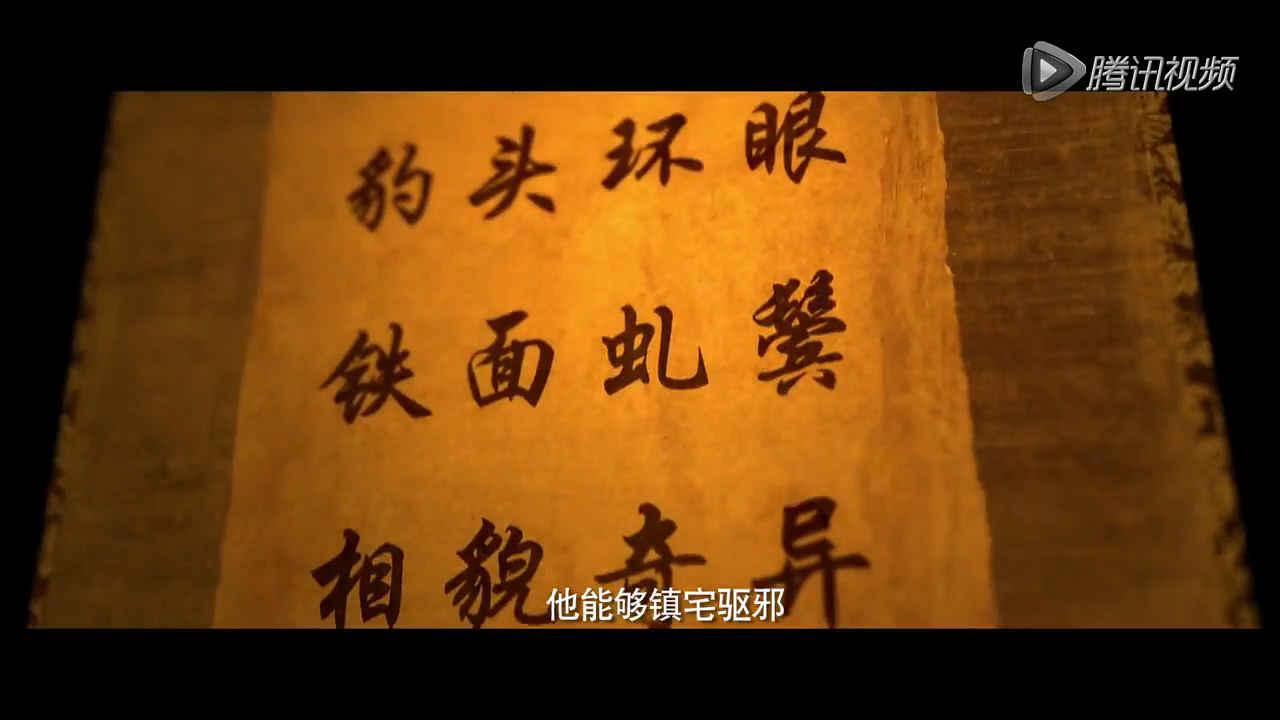 腾讯视频
豹头环眼
铁面虬鬓
相貌奇异
他能够镇宅驱邪